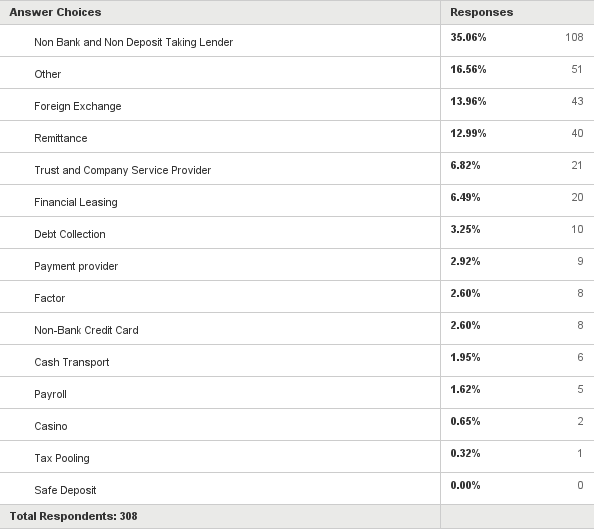 Answer Choices Responses
Non Bank and Non Deposit Taking Lender 35.06% 108
Other 16.56% 51
Foreign Exchange 13.96% 43
Remittance 12.99% 40
Trust and Company Service Provider 6.82% 21
Financial Leasing 6.49% 20
Debt Collection 3.25% 10
Payment provider 2.92% 9
Factor 2.60% 8
Non-Bank Credit Card 2.60% 8
Cash Transport 1.95% 6
Payroll 1.62% 5
Casino 0.65% 2
Tax Pooling 0.32% 1
Safe Deposit 0.00% 0
Total Respondents: 308